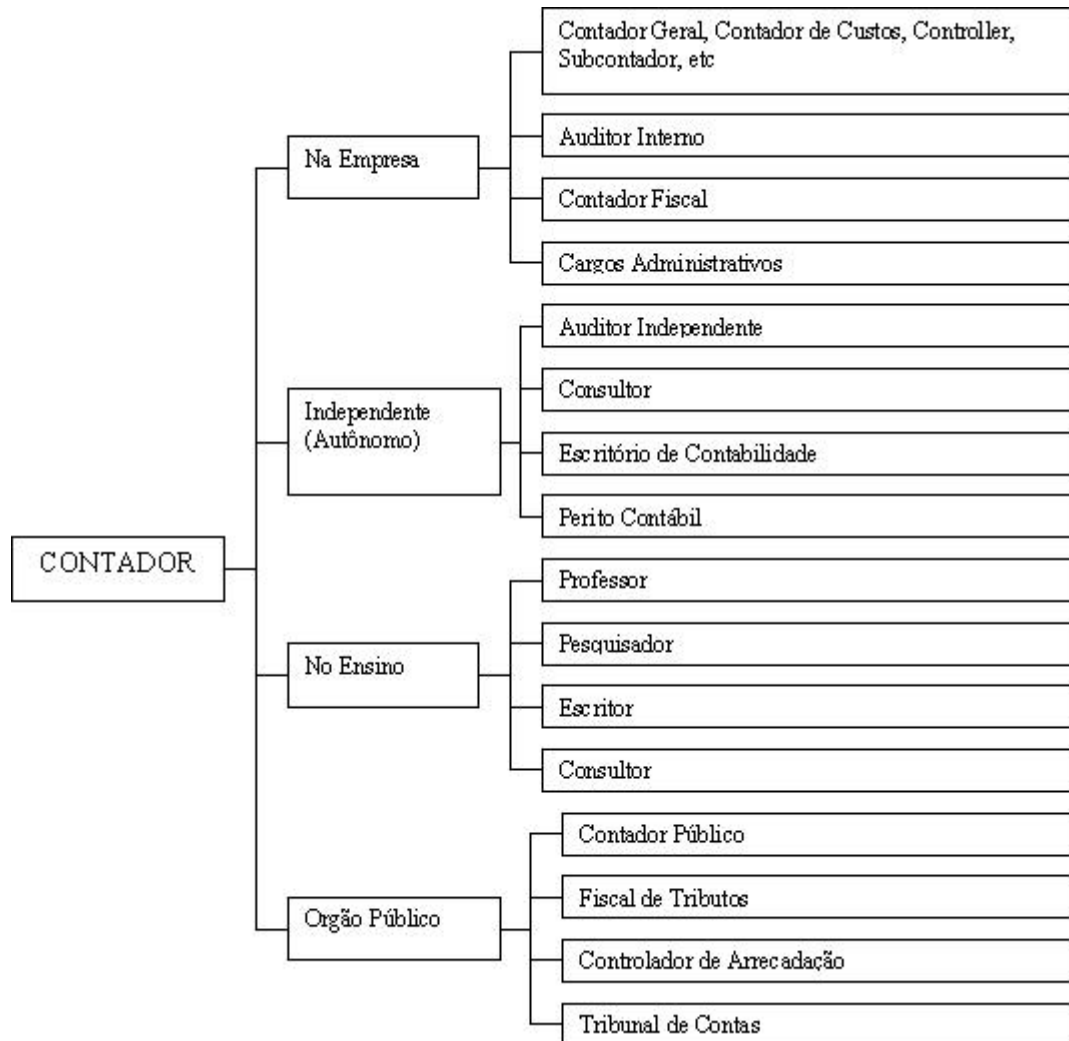 Contador Geral, Contador de Custos, Controller,
Subcontador, etc
Na Empresa
Auditor Interno
Contador Fiscal
Cargos Administrativos
Independente
(Autônomo)
Auditor Independente
Consultor
Escritório de Contabilidade
Perito Contábil
CONTADOR
No Ensino
Professor
Pesquisador
Escritor
Consultor
Orgão Público
Contador Público
Fiscal de Tributos
Controlador de Arrecadação
Tribunal de Contas